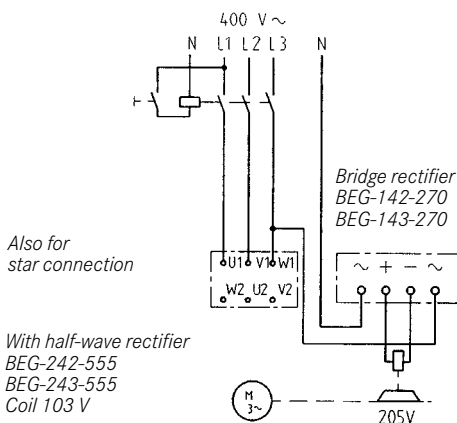 400 V ~
N L1 L2 L3 N
Bridge rectifier
BEG-142-270
BEG-143-270
Also for
star connection
U1 V1 W1
W2 U2 V2
~ + − ~
With half-wave rectifier
BEG-242-555
BEG-243-555
Coil 103 V
M
3~
205V